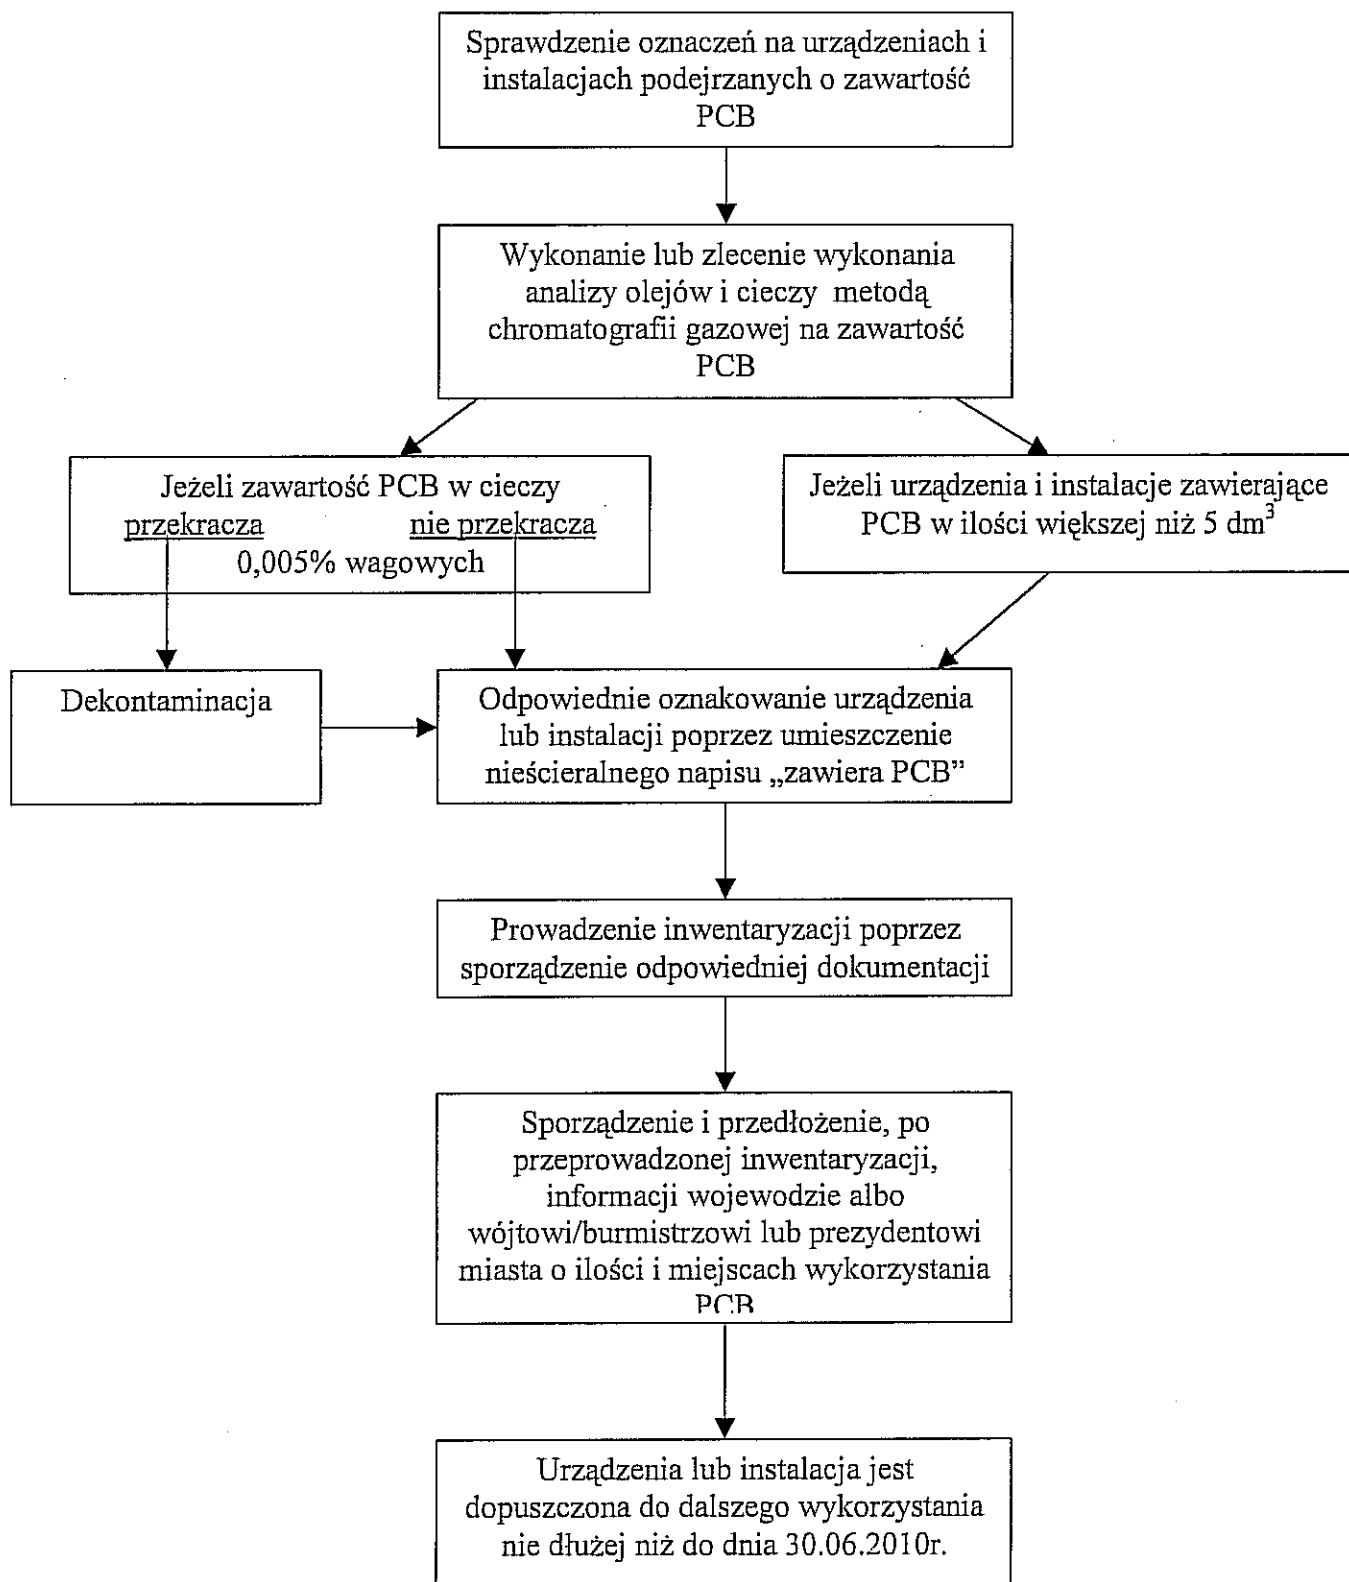 Sprawdzenie oznaczeń na urządzeniach i
instalacjach podejrzanych o zawartość
PCB
Wykonanie lub zlecenie wykonania
analizy olejów i cieczy metodą
chromatografii gazowej na zawartość
PCB
Jeżeli zawartość PCB w cieczy
przekracza nie przekracza
0,005% wagowych
Jeżeli urządzenia i instalacje zawierające
PCB w ilości większej niż 5 dm³
Dekontaminacja
Odpowiednie oznakowanie urządzenia
lub instalacji poprzez umieszczenie
nieścieralnego napisu „zawiera PCB”
Prowadzenie inwentaryzacji poprzez
sporządzenie odpowiedniej dokumentacji
Sporządzenie i przedłożenie, po
przeprowadzonej inwentaryzacji,
informacji wojewodzie albo
wójtowi/burmistrzowi lub prezydentowi
miasta o ilości i miejscach wykorzystania
PCB
Urządzenia lub instalacja jest
dopuszczona do dalszego wykorzystania
nie dłużej niż do dnia 30.06.2010r.